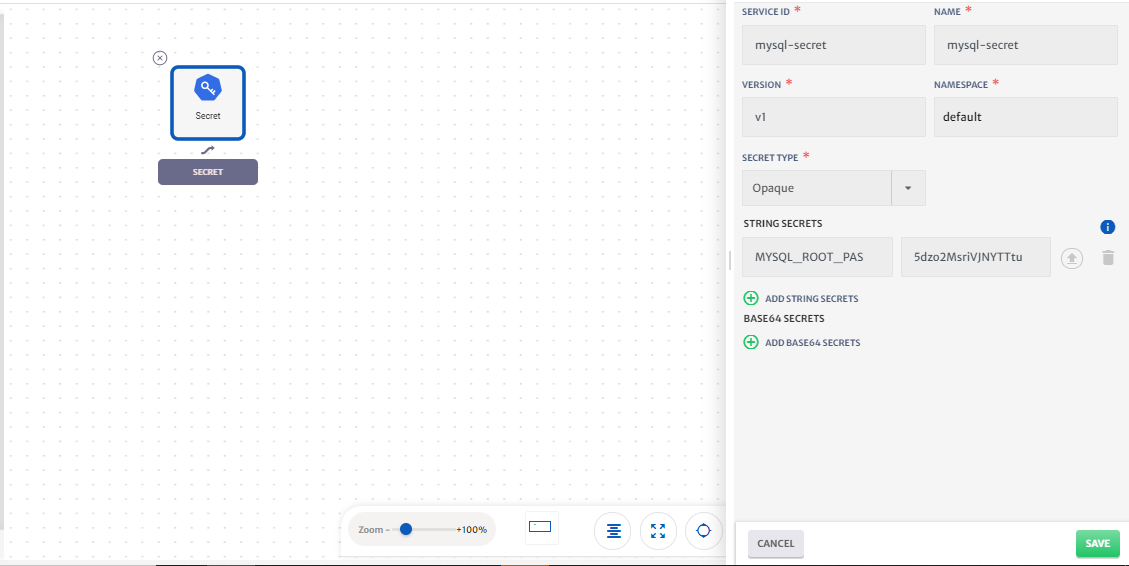 SERVICE ID *
NAME *
mysql-secret
mysql-secret
VERSION *
NAMESPACE *
v1
default
SECRET TYPE *
Opaque
STRING SECRETS
MYSQL_ROOT_PAS
5dzo2MsriVJNYTTtu
ADD STRING SECRETS
BASE64 SECRETS
ADD BASE64 SECRETS
CANCEL
SAVE
Secret
SECRET
Zoom - +100%